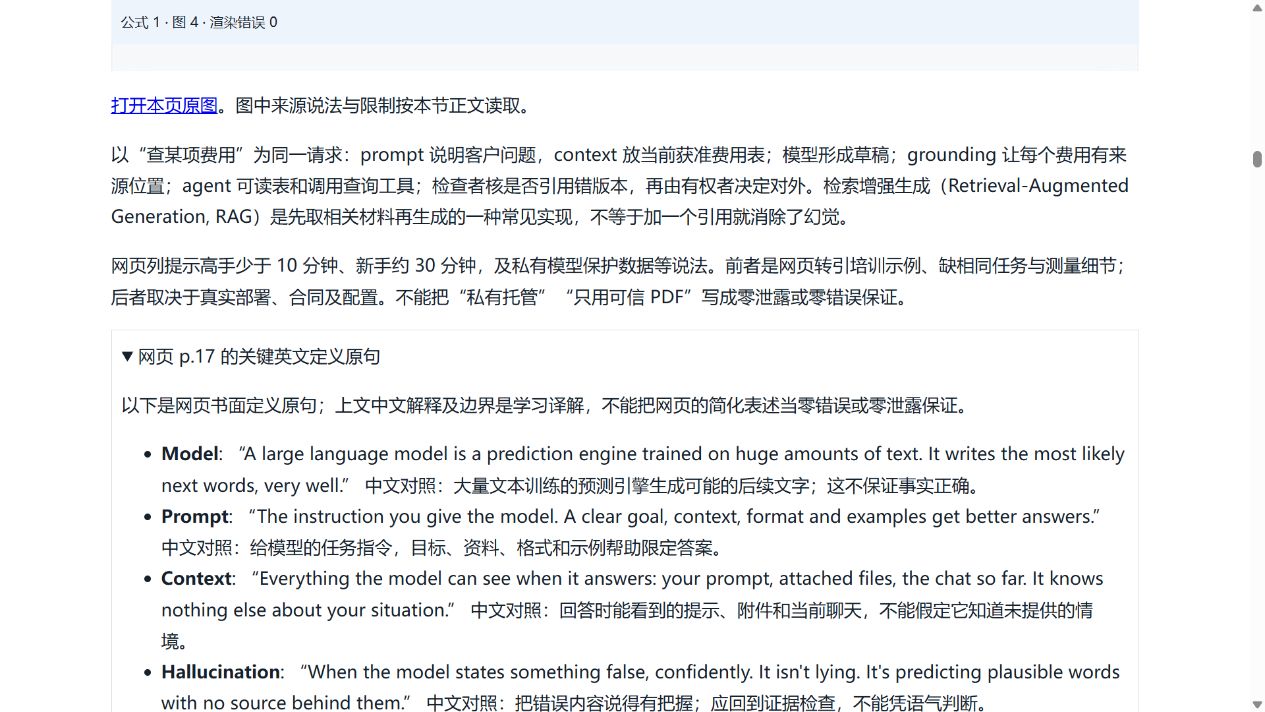 公式 1 · 图 4 · 渲染错误 0
打开本页原图。图中来源说法与限制按本节正文读取。
以“查某项费用”为同一请求：prompt 说明客户问题，context 放当前获准费用表；模型形成草稿；grounding 让每个费用有来
源位置；agent 可读表和调用查询工具；检查者核是否引用错版本，再由有权者决定对外。检索增强生成（Retrieval-Augmented
Generation, RAG）是先取相关材料再生成的一种常见实现，不等于加一个引用就消除了幻觉。
网页列提示高手少于 10 分钟、新手约 30 分钟，及私有模型保护数据等说法。前者是网页转引培训示例、缺相同任务与测量细节；
后者取决于真实部署、合同及配置。不能把“私有托管”“只用可信 PDF”写成零泄露或零错误保证。
▼ 网页 p.17 的关键英文定义原句
以下是网页书面定义原句；上文中文解释及边界是学习译解，不能把网页的简化表述当零错误或零泄露保证。
• Model: “A large language model is a prediction engine trained on huge amounts of text. It writes the most likely
next words, very well.” 中文对照：大量文本训练的预测引擎生成可能的后续文字；这不保证事实正确。
• Prompt: “The instruction you give the model. A clear goal, context, format and examples get better answers.”
中文对照：给模型的任务指令，目标、资料、格式和示例帮助限定答案。
• Context: “Everything the model can see when it answers: your prompt, attached files, the chat so far. It knows
nothing else about your situation.” 中文对照：回答时能看到的提示、附件和当前聊天，不能假定它知道未提供的情
境。
• Hallucination: “When the model states something false, confidently. It isn't lying. It's predicting plausible words
with no source behind them.” 中文对照：把错误内容说得有把握；应回到证据检查，不能凭语气判断。